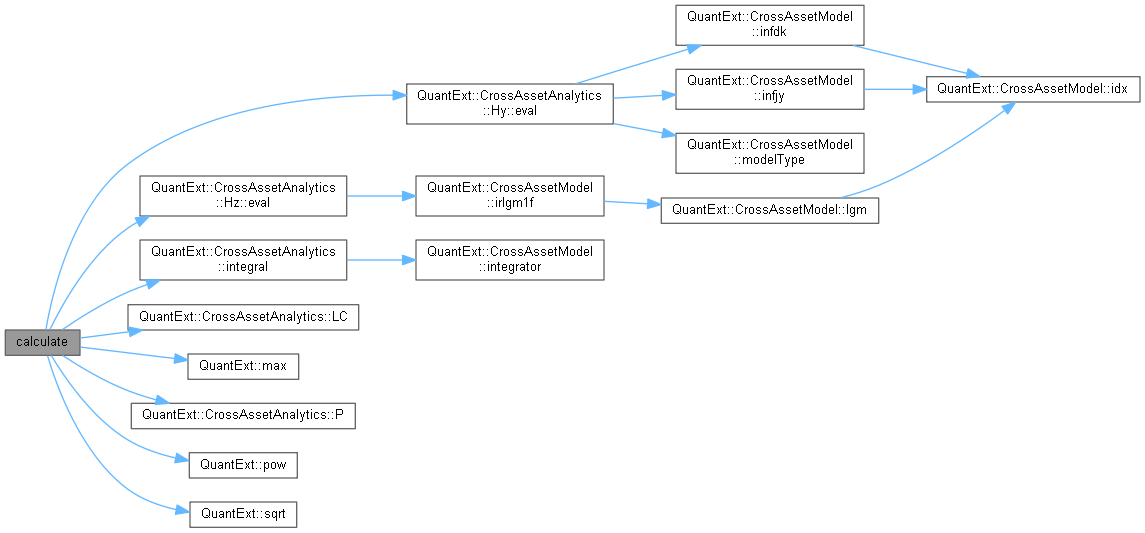 QuantExt::CrossAssetModel
::infdk
QuantExt::CrossAssetAnalytics
::Hy::eval
QuantExt::CrossAssetModel
::infjy
QuantExt::CrossAssetModel::idx
QuantExt::CrossAssetModel
::modelType
QuantExt::CrossAssetAnalytics
::Hz::eval
QuantExt::CrossAssetModel
::irlgm1f
QuantExt::CrossAssetModel::lgm
QuantExt::CrossAssetAnalytics
::integral
QuantExt::CrossAssetModel
::integrator
QuantExt::CrossAssetAnalytics::LC
calculate
QuantExt::max
QuantExt::CrossAssetAnalytics::P
QuantExt::pow
QuantExt::sqrt